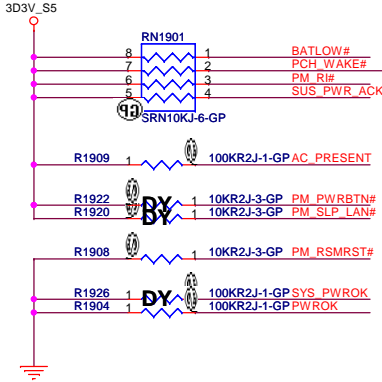 3D3V_S5
RN1901
8 1 BATLOW#
7 2 PCH_WAKE#
6 3 PM_RI#
5 4 SUS_PWR_ACK
GP
SRN10KJ-6-GP
R1909 1 100KR2J-1-GP AC_PRESENT
R1922 DY 1 10KR2J-3-GP PM_PWRBTN#
R1920 DY 1 10KR2J-3-GP PM_SLP_LAN#
R1908 1 10KR2J-3-GP PM_RSMRST#
R1926 1 DY 100KR2J-1-GP SYS_PWROK
R1904 1 100KR2J-1-GP PWROK